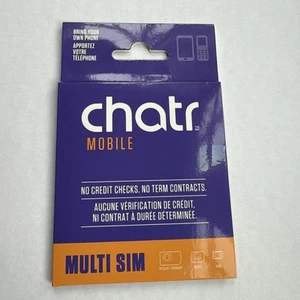 BRING YOUR
OWN PHONE
APPORTEZ
VOTRE
TÉLÉPHONE
chatr
MOBILE
NO CREDIT CHECKS. NO TERM CONTRACTS.
AUCUNE VÉRIFICATION DE CRÉDIT,
NI CONTRAT À DURÉE DÉTERMINÉE.
MULTI SIM